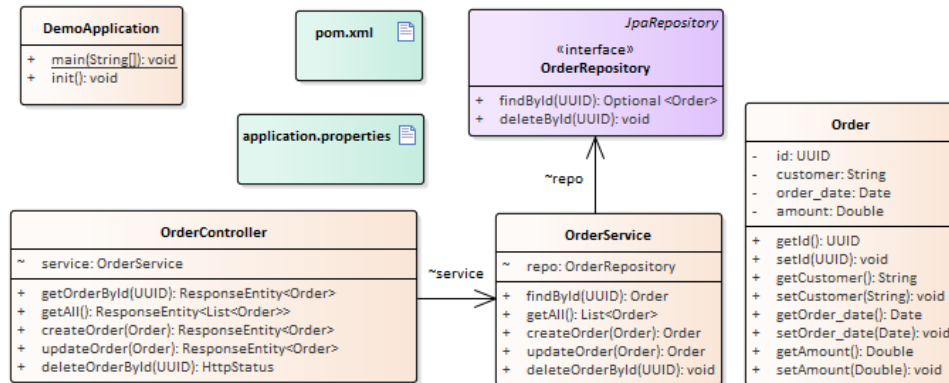 DemoApplication
+ main(String[]): void
+ init(): void
pom.xml
application.properties
JpaRepository
«interface»
OrderRepository
+ findById(UUID): Optional <Order>
+ deleteById(UUID): void
~repo
OrderController
~ service: OrderService
+ getOrderById(UUID): ResponseEntity<Order>
+ getAll(): ResponseEntity<List<Order>>
+ createOrder(Order): ResponseEntity<Order>
+ updateOrder(Order): ResponseEntity<Order>
+ deleteOrderById(UUID): HttpStatus
~service
OrderService
~ repo: OrderRepository
+ findById(UUID): Order
+ getAll(): List<Order>
+ createOrder(Order): Order
+ updateOrder(Order): Order
+ deleteOrderById(UUID): void
Order
- id: UUID
- customer: String
- order_date: Date
- amount: Double
+ getId(): UUID
+ setId(UUID): void
+ getCustomer(): String
+ setCustomer(String): void
+ getOrder_date(): Date
+ setOrder_date(Date): void
+ getAmount(): Double
+ setAmount(Double): void